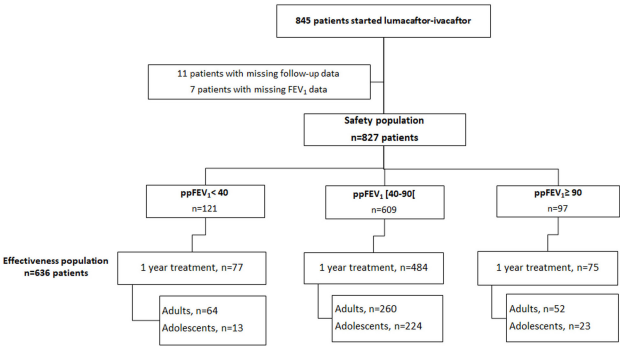 845 patients started lumacaftor-ivacaftor
11 patients with missing follow-up data
7 patients with missing FEV₁ data
Safety population
n=827 patients
ppFEV₁< 40
n=121
ppFEV₁ [40-90[
n=609
ppFEV₁≥ 90
n=97
Effectiveness population
n=636 patients
1 year treatment, n=77
1 year treatment, n=484
1 year treatment, n=75
Adults, n=64
Adolescents, n=13
Adults, n=260
Adolescents, n=224
Adults, n=52
Adolescents, n=23